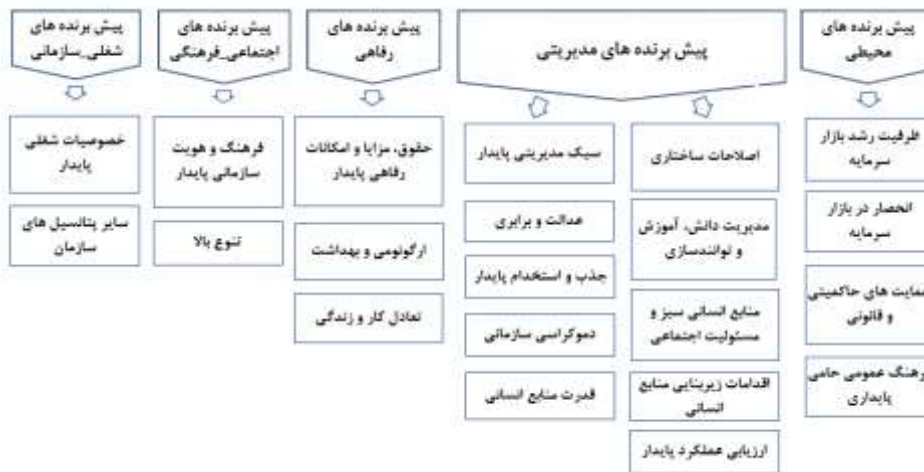 پیش برنده های
محیطی
ظرفیت رشد بازار
سرمایه
انحصار در بازار
سرمایه
حمایت های حاکمیتی
و قانونی
فرهنگ عمومی حامی
پایداری
پیش برنده های مدیریتی
اصلاحات ساختاری
مدیریت دانش، آموزش
و توانمندسازی
منابع انسانی سبز و
مسئولیت اجتماعی
اقدامات زیربنایی منابع
انسانی
ارزیابی عملکرد پایدار
سبک مدیریتی پایدار
عدالت و برابری
جذب و استخدام پایدار
دموکراسی سازمانی
قدرت منابع انسانی
پیش برنده های
رفاهی
حقوق، مزایا و امکانات
رفاهی پایدار
ارگونومی و بهداشت
تعادل کار و زندگی
پیش برنده های
اجتماعی_فرهنگی
فرهنگ و هویت
سازمانی پایدار
تنوع بالا
پیش برنده های
شغلی_سازمانی
خصوصیات شغلی
پایدار
سایر پتانسیل های
سازمان